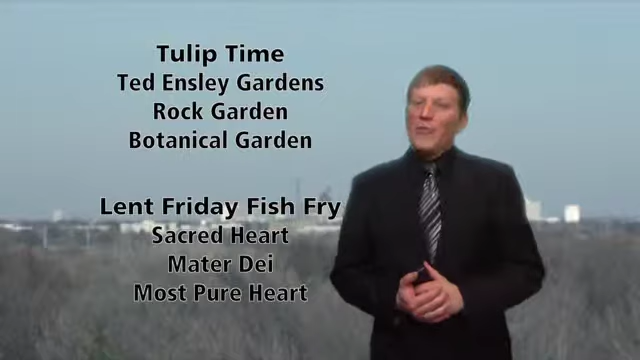 Tulip Time
Ted Ensley Gardens
Rock Garden
Botanical Garden
Lent Friday Fish Fry
Sacred Heart
Mater Dei
Most Pure Heart